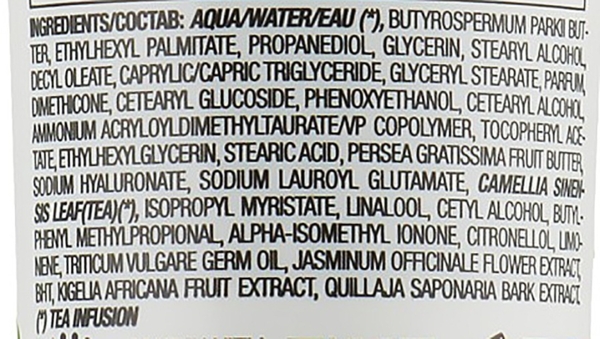 INGREDIENTS/СОСТАВ: AQUA/WATER/EAU (*), BUTYROSPERMUM PARKII BUT-
TER, ETHYLHEXYL PALMITATE, PROPANEDIOL, GLYCERIN, STEARYL ALCOHOL,
DECYL OLEATE, CAPRYLIC/CAPRIC TRIGLYCERIDE, GLYCERYL STEARATE, PARFUM,
DIMETHICONE, CETEARYL GLUCOSIDE, PHENOXYETHANOL, CETEARYL ALCOHOL,
AMMONIUM ACRYLOYLDIMETHYLTAURATE/VP COPOLYMER, TOCOPHERYL ACE-
TATE, ETHYLHEXYLGLYCERIN, STEARIC ACID, PERSEA GRATISSIMA FRUIT BUTTER,
SODIUM HYALURONATE, SODIUM LAUROYL GLUTAMATE, CAMELLIA SINEN-
SIS LEAF(TEA)(*), ISOPROPYL MYRISTATE, LINALOOL, CETYL ALCOHOL, BUTYL-
PHENYL METHYLPROPIONAL, ALPHA-ISOMETHYL IONONE, CITRONELLOL, LIMO-
NENE, TRITICUM VULGARE GERM OIL, JASMINUM OFFICINALE FLOWER EXTRACT,
BHT, KIGELIA AFRICANA FRUIT EXTRACT, QUILLAJA SAPONARIA BARK EXTRACT.
(*) TEA INFUSION